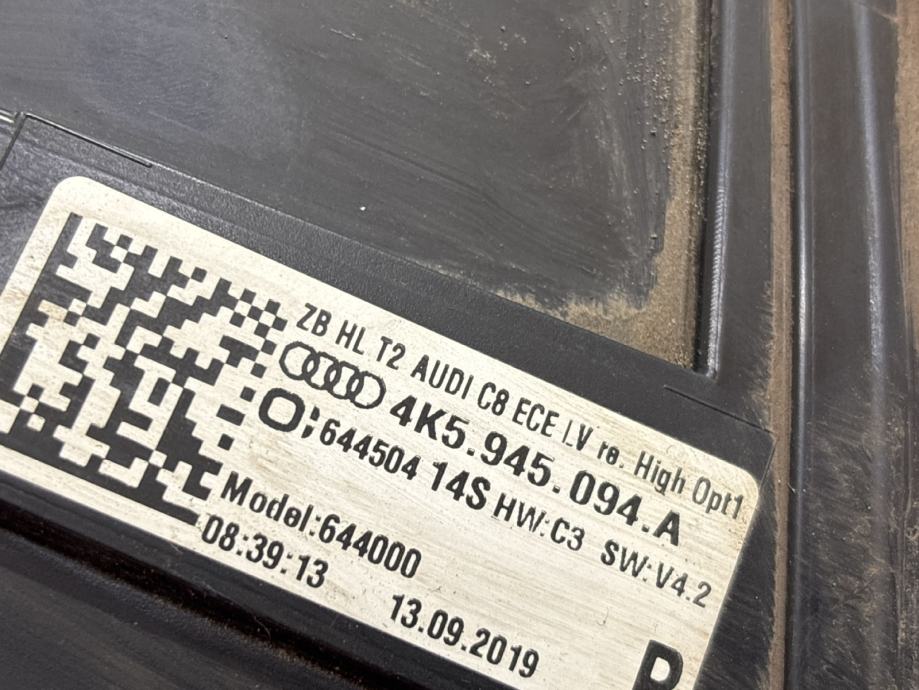 ZB HL T2 AUDI C8 ECE I.V re. High Opt1
4K5.945.094.A
644504 14S HW:C3 SW:V4.2
Model:644000
08:39:13 13.09.2019